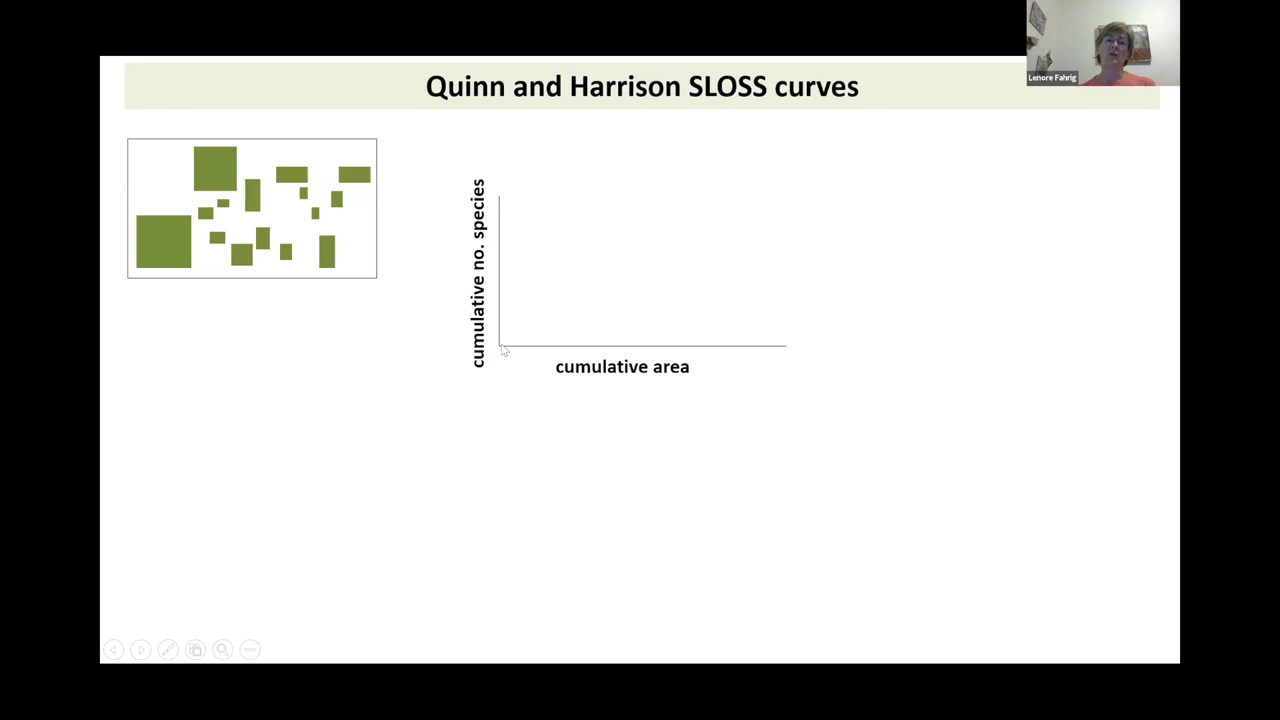 Quinn and Harrison SLOSS curves
Lenore Fahrig
cumulative no. species
cumulative area